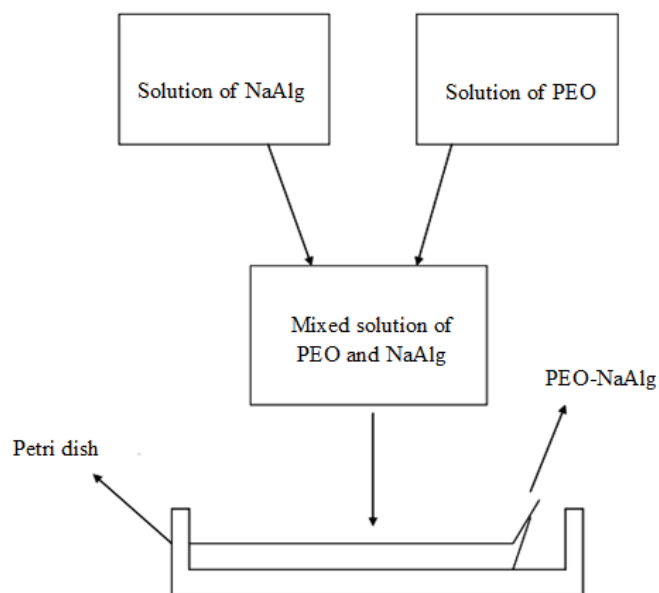 Solution of NaAlg
Solution of PEO
Mixed solution of
PEO and NaAlg
PEO-NaAlg
Petri dish